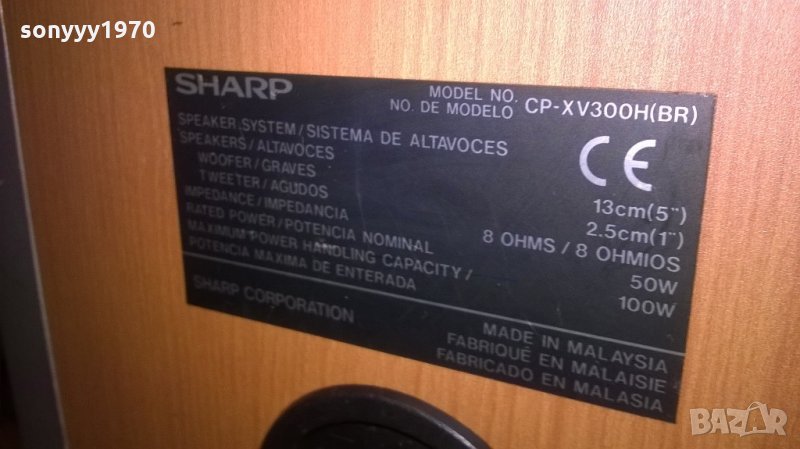 sonyyy1970
SHARP
MODEL NO.
NO. DE MODELO CP-XV300H(BR)
SPEAKER SYSTEM/SISTEMA DE ALTAVOCES
SPEAKERS/ALTAVOCES
WOOFER/GRAVES 13cm(5")
TWEETER/AGUDOS 2.5cm(1")
IMPEDANCE/IMPEDANCIA 8 OHMS / 8 OHMIOS
RATED POWER/POTENCIA NOMINAL 50W
MAXIMUM POWER HANDLING CAPACITY/ 100W
POTENCIA MAXIMA DE ENTERADA
CE
SHARP CORPORATION
MADE IN MALAYSIA
FABRIQUÉ EN MALAISIE
FABRICADO EN MALASIA
BAZAR